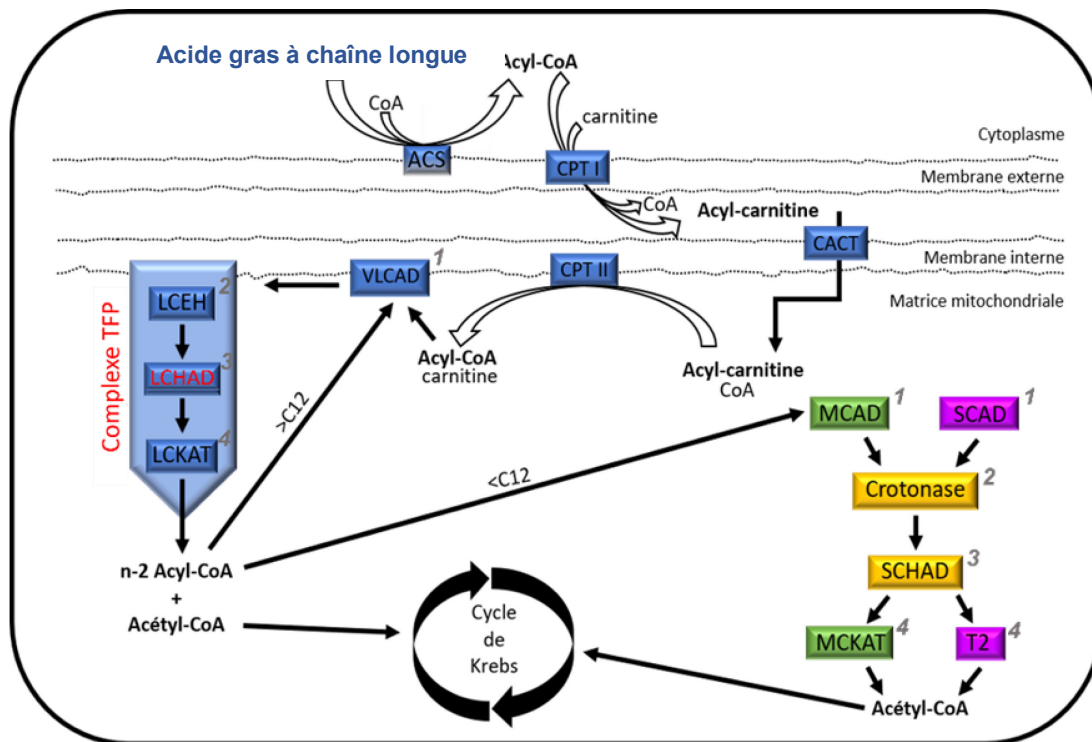 Acide gras à chaîne longue
Acyl-CoA
CoA
carnitine
Cytoplasme
ACS
CPT I
Membrane externe
CoA
Acyl-carnitine
CACT
Membrane interne
VLCAD 1
CPT II
Matrice mitochondriale
Complexe TFP
LCEH 2
LCHAD 3
LCKAT 4
Acyl-CoA
carnitine
Acyl-carnitine
CoA
>C12
<C12
MCAD 1
SCAD 1
Crotonase 2
SCHAD 3
MCKAT 4
T2 4
Acétyl-CoA
n-2 Acyl-CoA
+
Acétyl-CoA
Cycle
de
Krebs